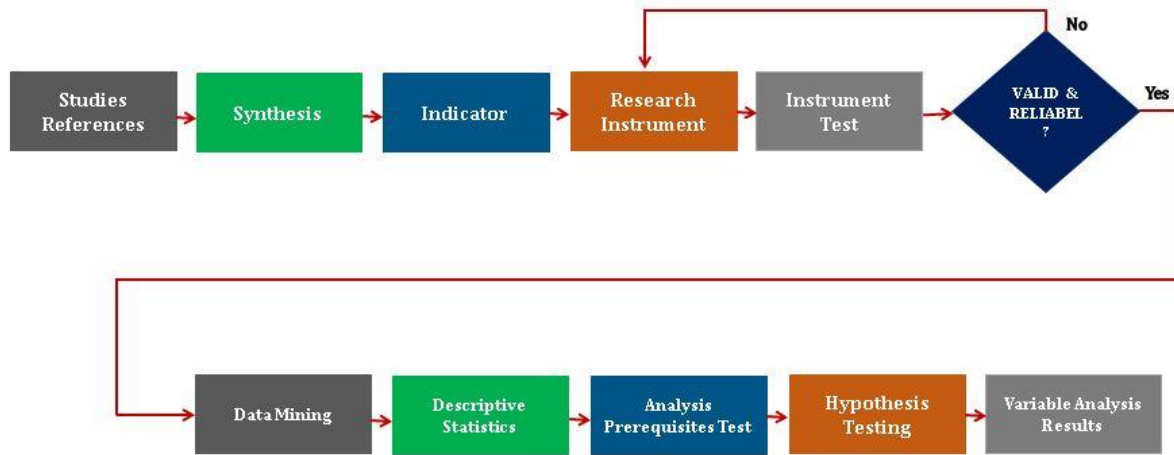 No
Studies
References
Synthesis
Indicator
Research
Instrument
Instrument
Test
VALID &
RELIABEL
?
Yes
Data Mining
Descriptive
Statistics
Analysis
Prerequisites Test
Hypothesis
Testing
Variable Analysis
Results